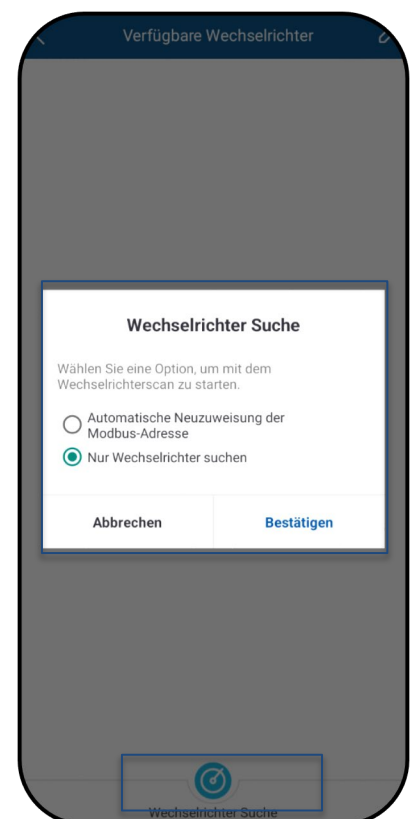 Verfügbare Wechselrichter
Wechselrichter Suche
Wählen Sie eine Option, um mit dem
Wechselrichterscan zu starten.
Automatische Neuzuweisung der
Modbus-Adresse
Nur Wechselrichter suchen
Abbrechen
Bestätigen
Wechselrichter Suche